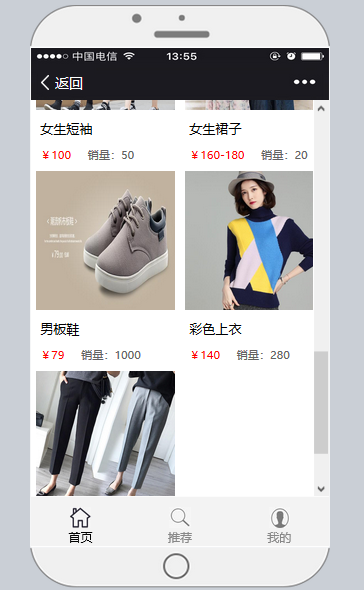 中国电信 13:55
返回
女生短袖 女生裙子
¥100 销量：50 ¥160-180 销量：20
男板鞋 彩色上衣
¥79 销量：1000 ¥140 销量：280
首页 推荐 我的